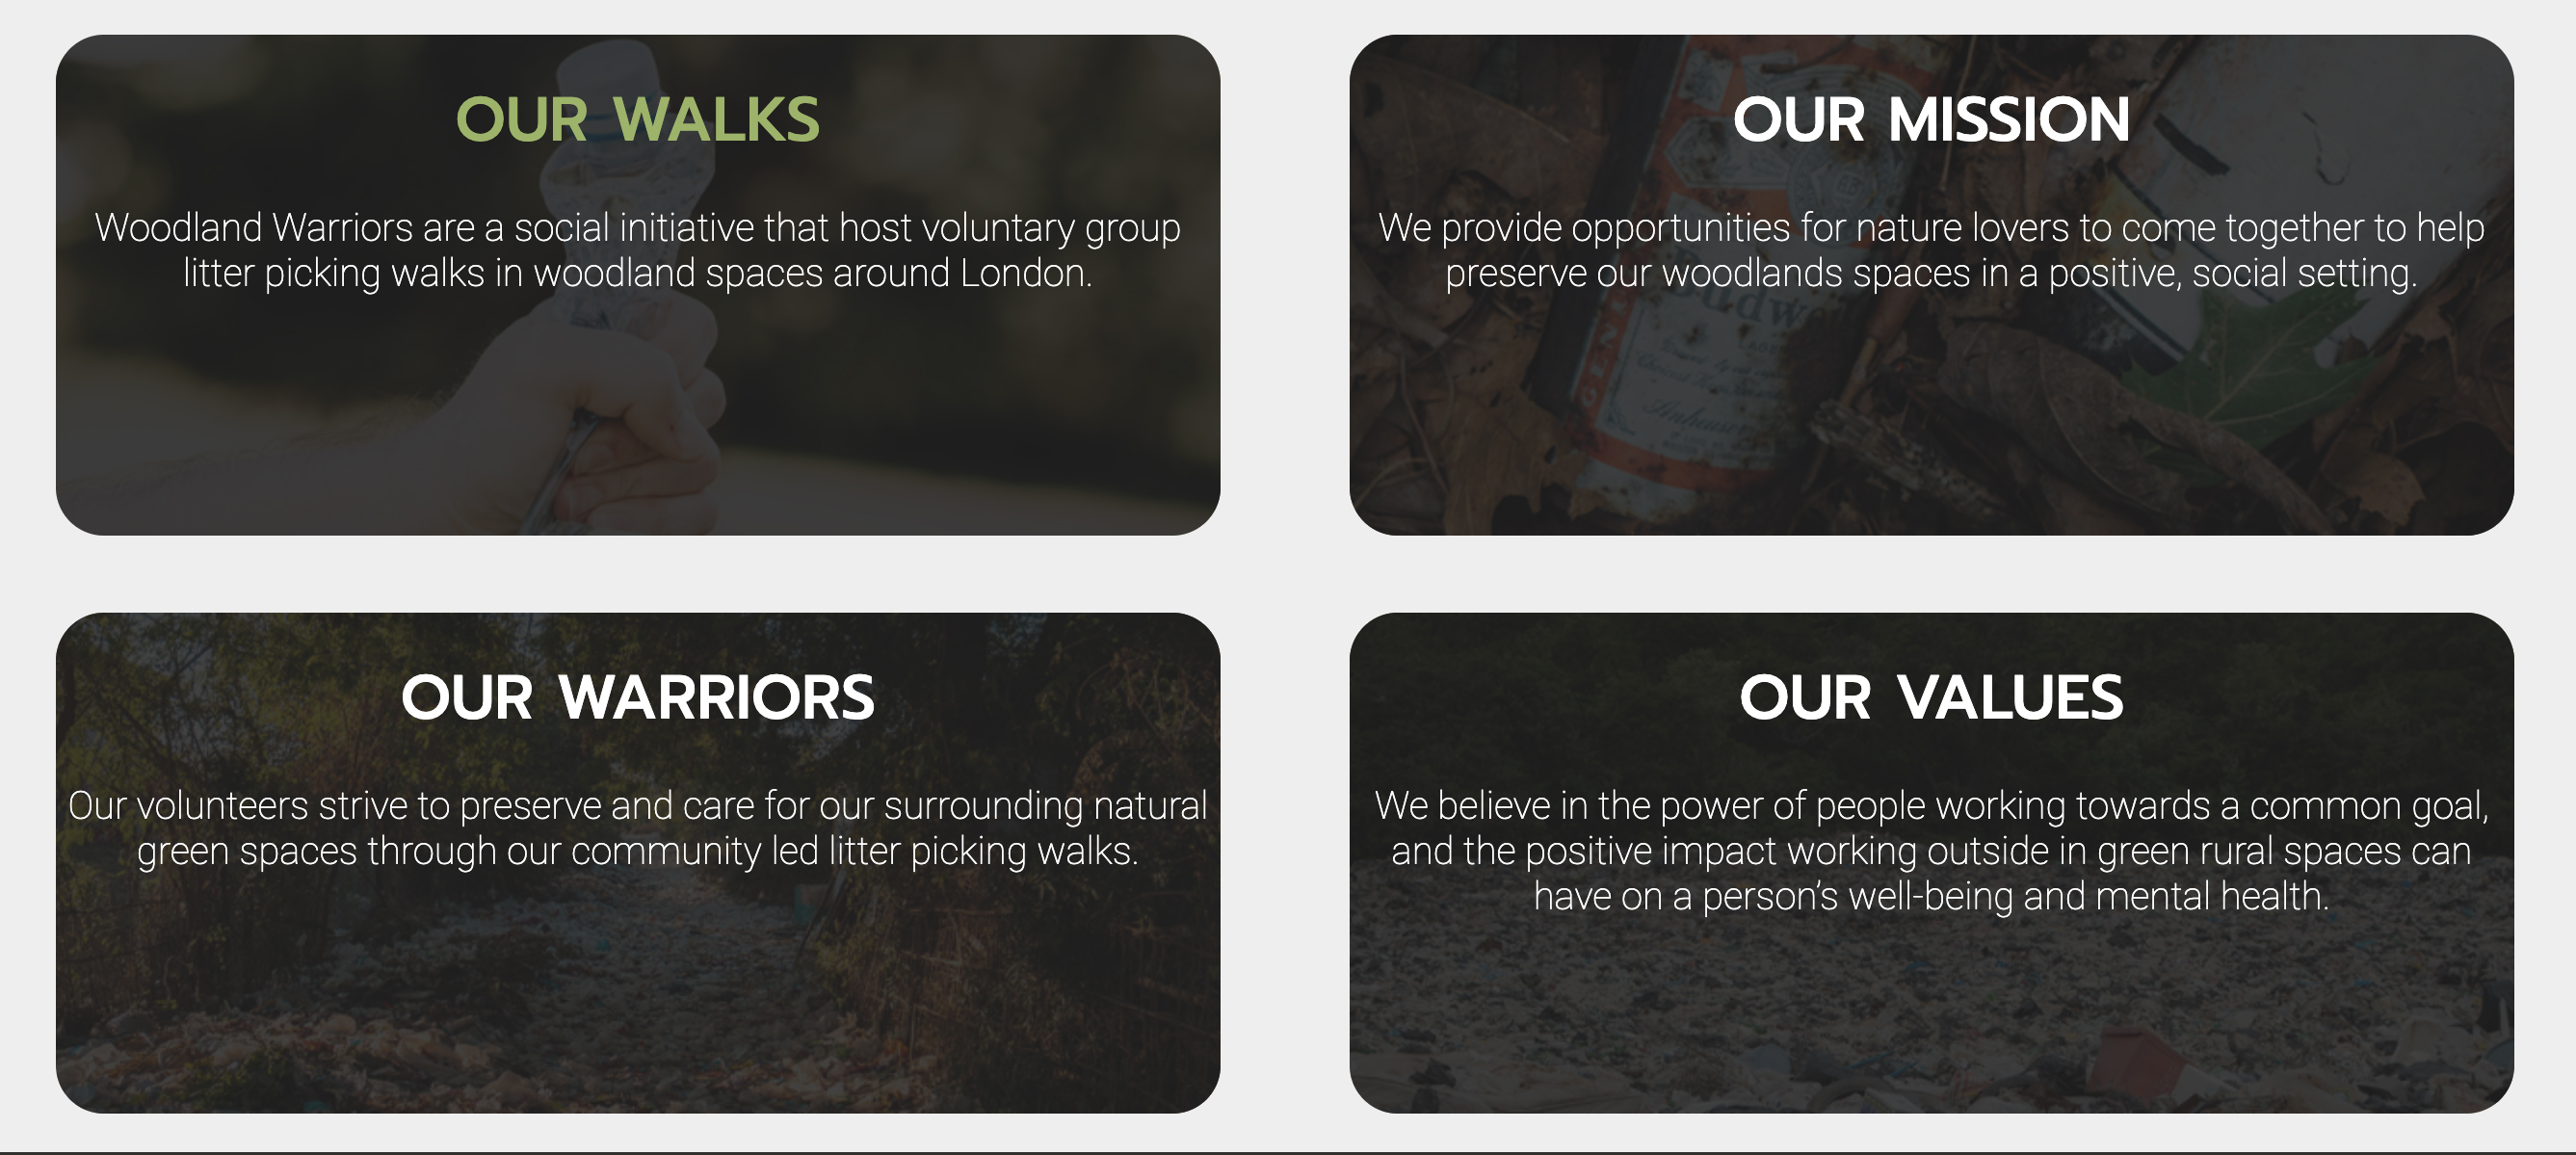 OUR WALKS
Woodland Warriors are a social initiative that host voluntary group
litter picking walks in woodland spaces around London.
OUR MISSION
We provide opportunities for nature lovers to come together to help
preserve our woodlands spaces in a positive, social setting.
GEN
Budw
OUR WARRIORS
Our volunteers strive to preserve and care for our surrounding natural
green spaces through our community led litter picking walks.
OUR VALUES
We believe in the power of people working towards a common goal,
and the positive impact working outside in green rural spaces can
have on a person’s well-being and mental health.